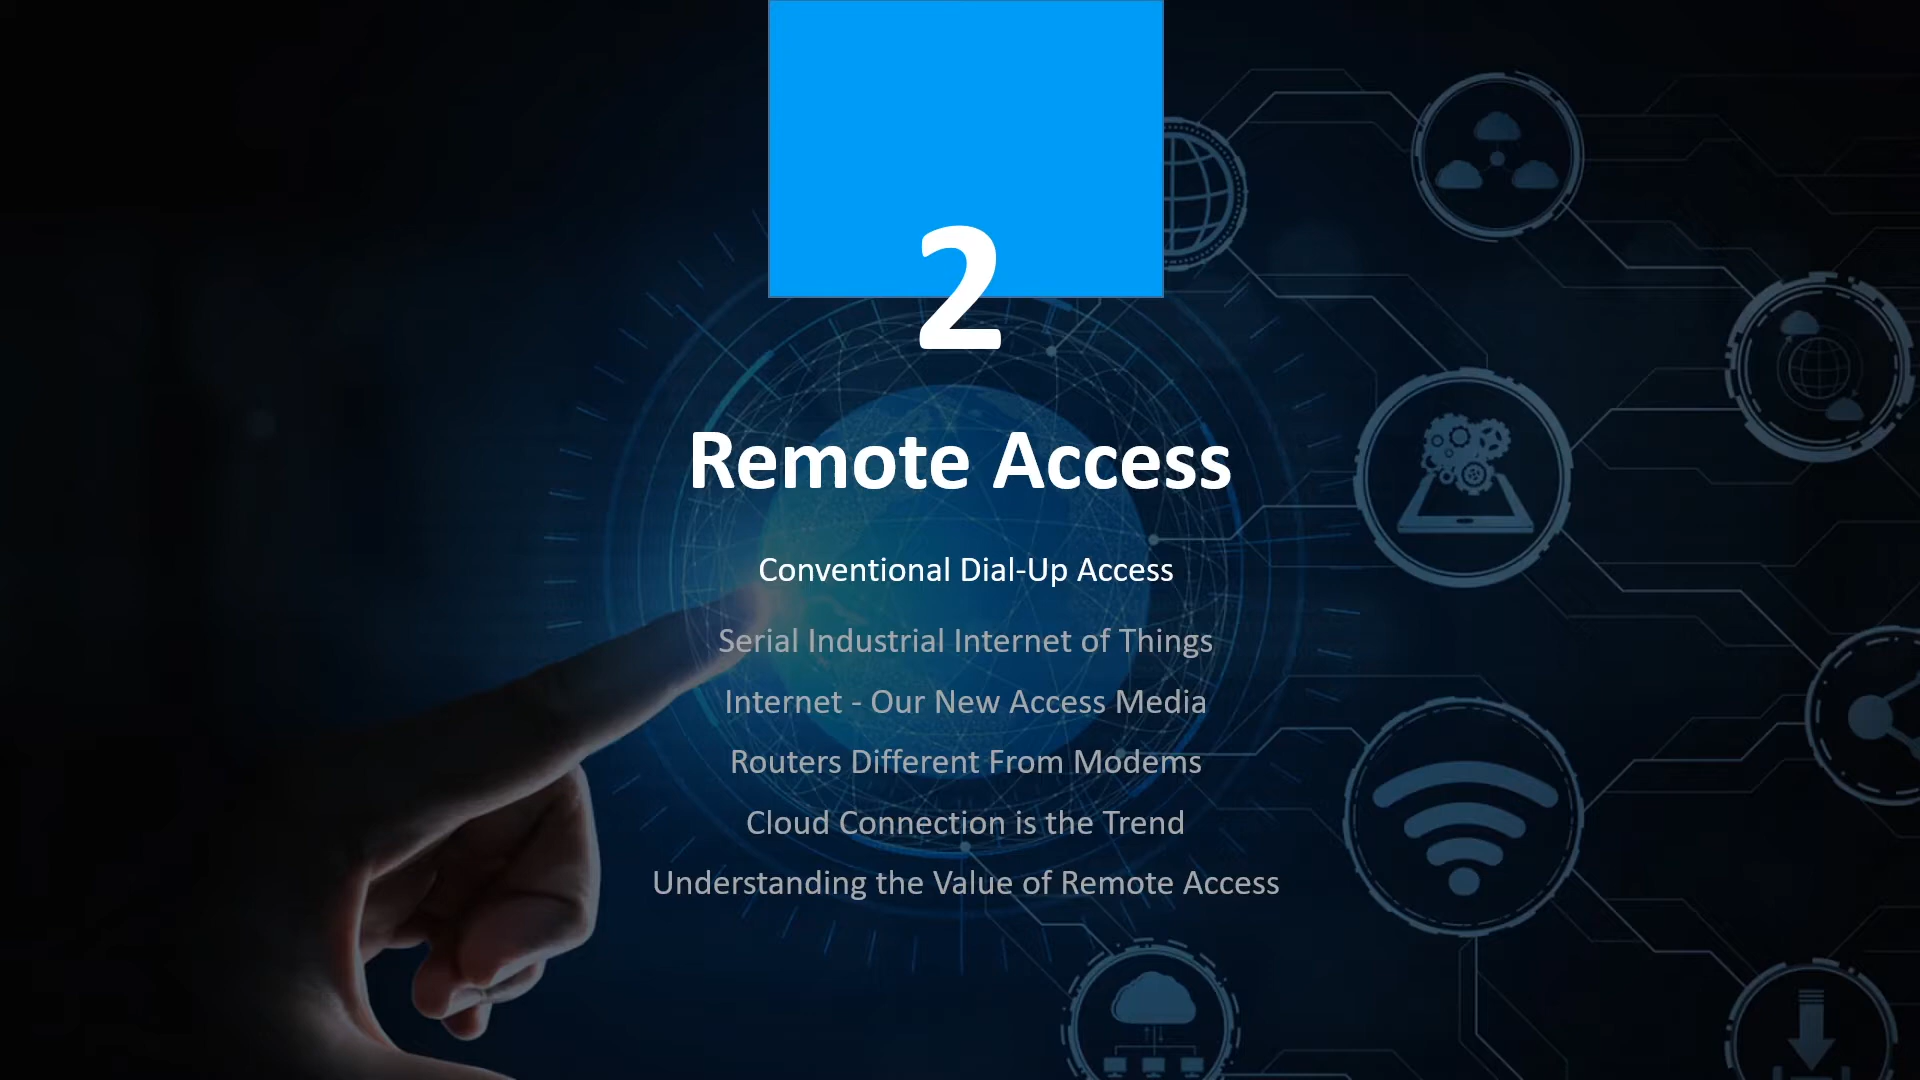 2
Remote Access
Conventional Dial-Up Access
Serial Industrial Internet of Things
Internet - Our New Access Media
Routers Different From Modems
Cloud Connection is the Trend
Understanding the Value of Remote Access